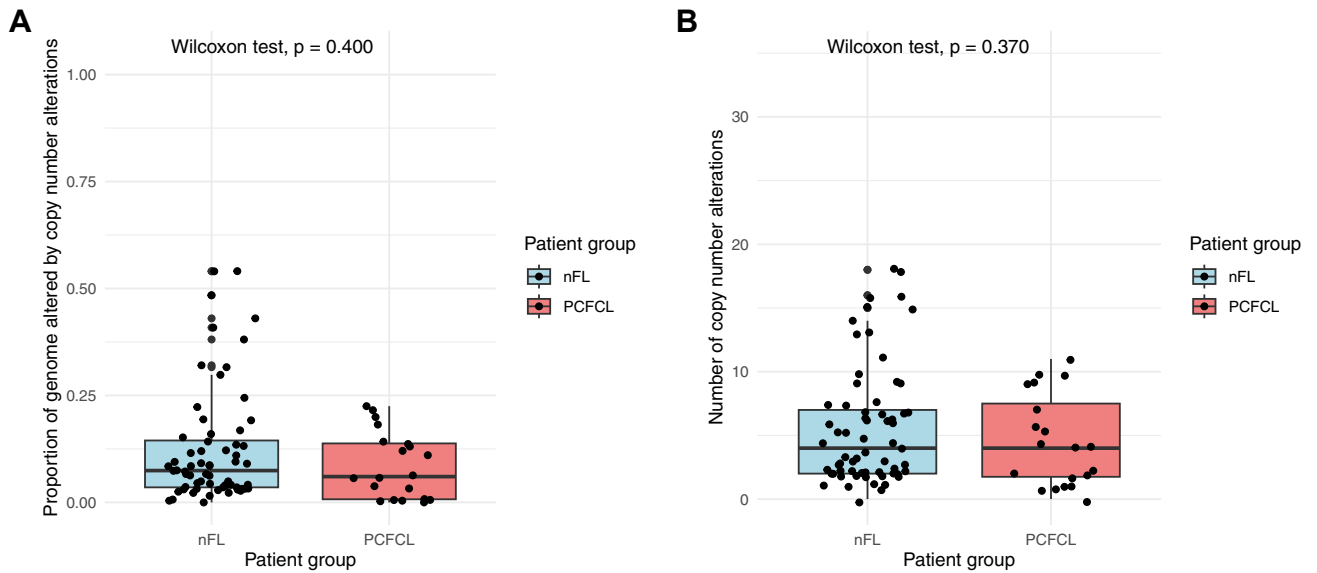 A
Wilcoxon test, p = 0.400
Proportion of genome altered by copy number alterations
1.00
0.75
0.50
0.25
0.00
nFL
PCFCL
Patient group
Patient group
nFL
PCFCL
B
Wilcoxon test, p = 0.370
Number of copy number alterations
30
20
10
0
nFL
PCFCL
Patient group
Patient group
nFL
PCFCL